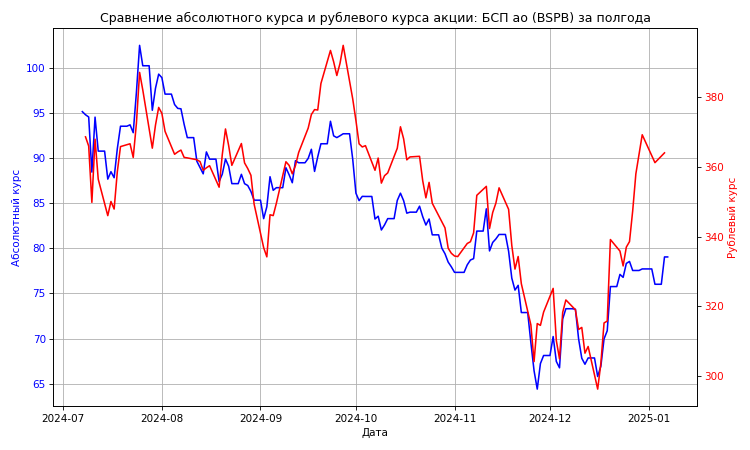 Сравнение абсолютного курса и рублевого курса акции: БСП ао (BSPB) за полгода
Абсолютный курс
100
95
90
85
80
75
70
65
380
360
340
320
300
Рублевый курс
2024-07 2024-08 2024-09 2024-10 2024-11 2024-12 2025-01
Дата